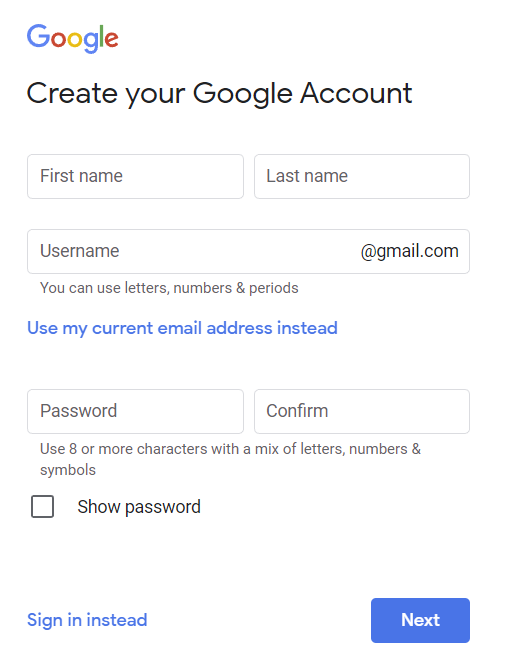 Google
Create your Google Account
First name Last name
Username @gmail.com
You can use letters, numbers & periods
Use my current email address instead
Password Confirm
Use 8 or more characters with a mix of letters, numbers &
symbols
Show password
Sign in instead Next